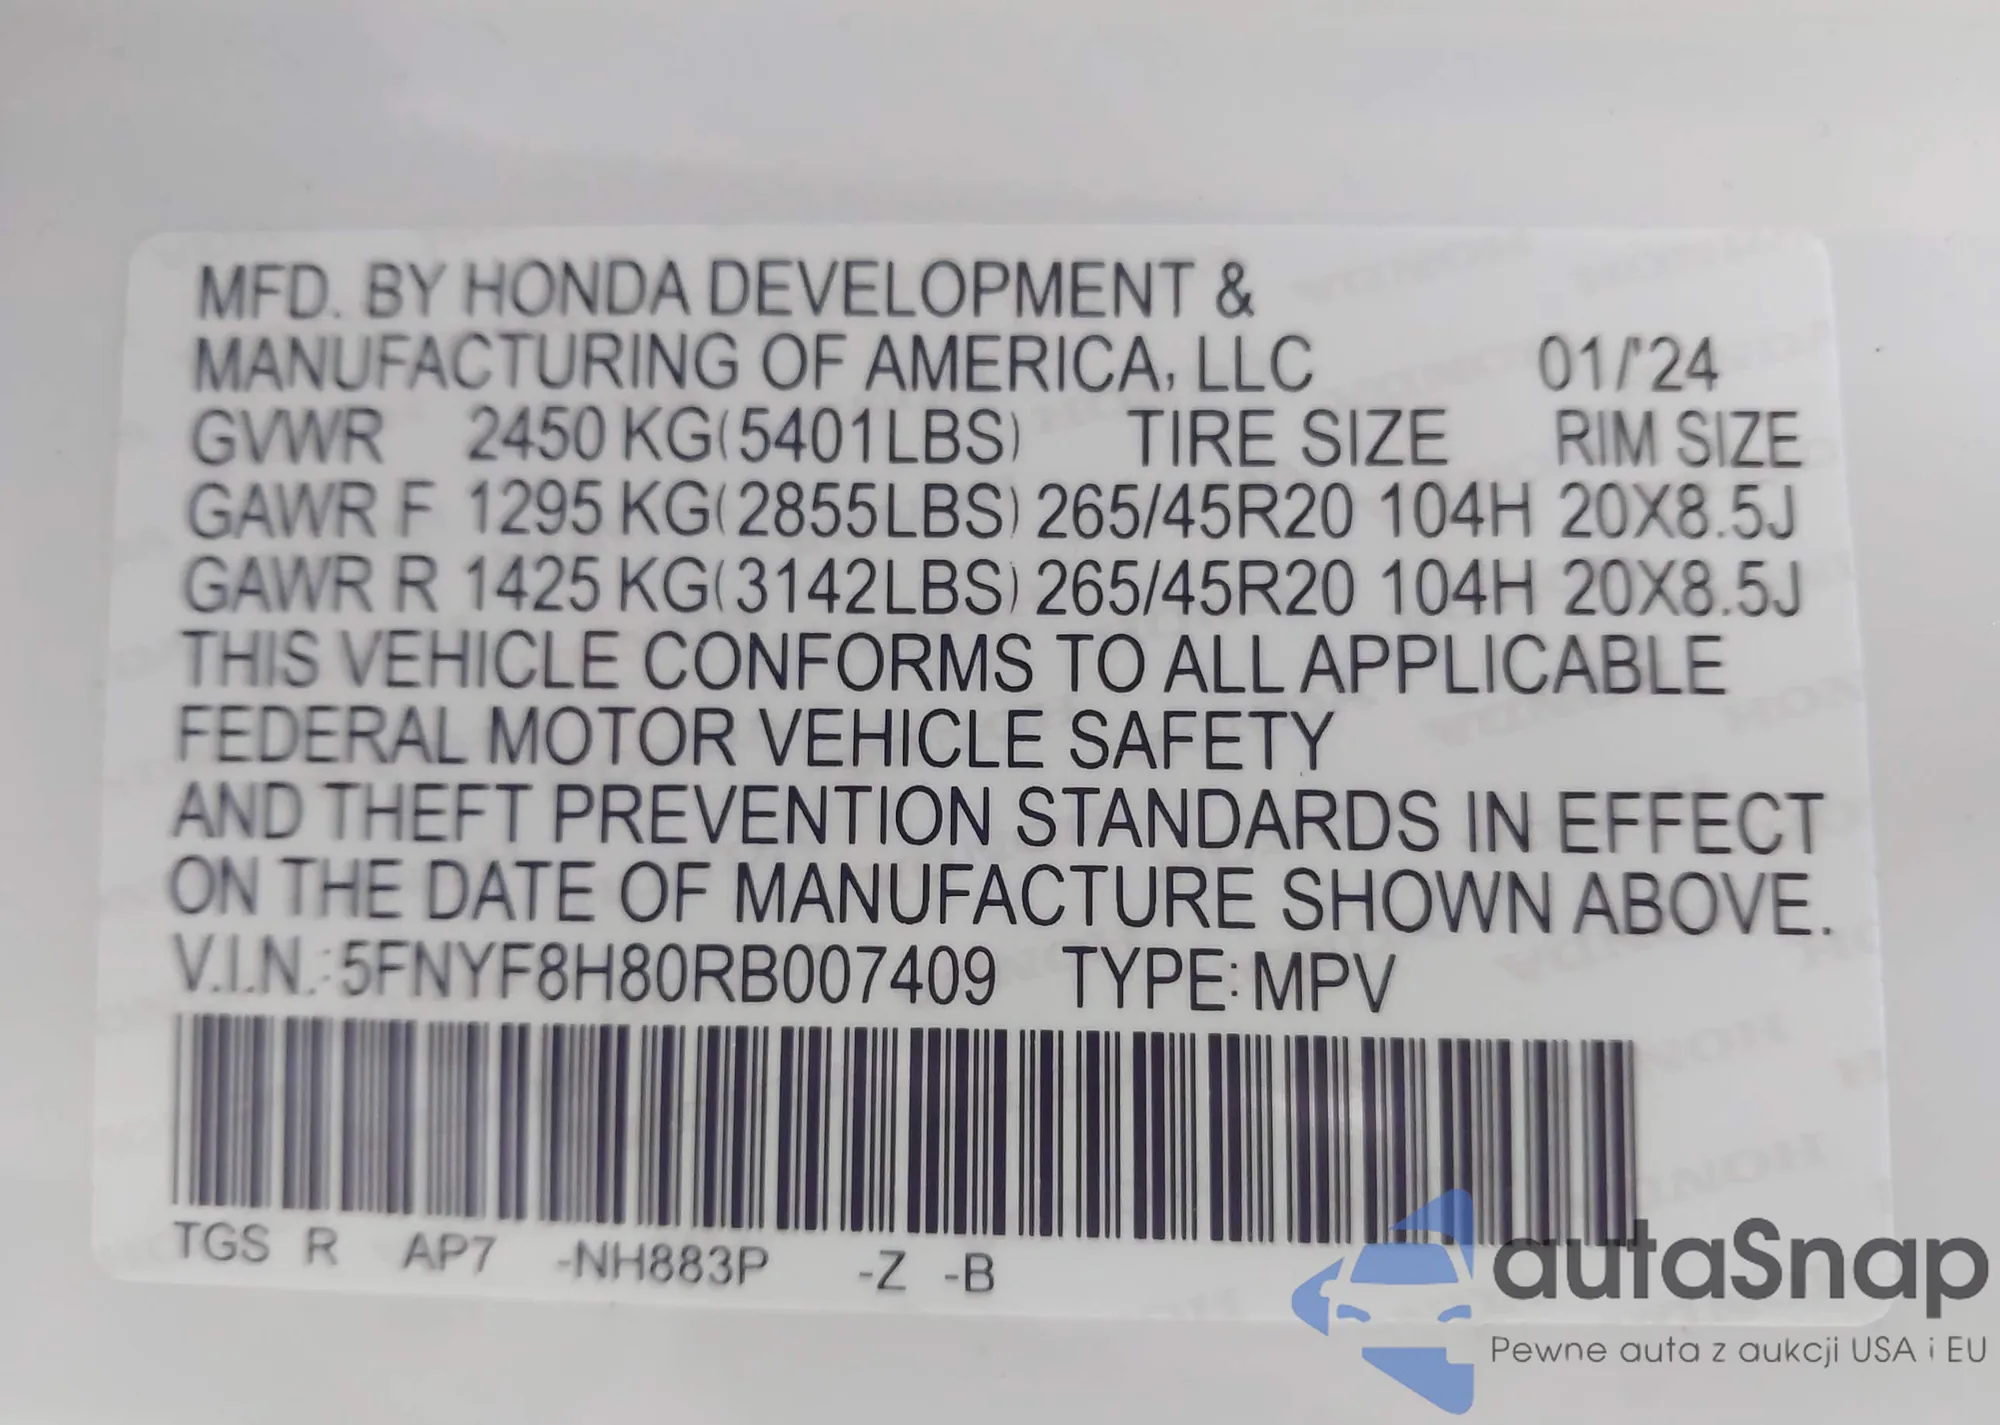 MFD. BY HONDA DEVELOPMENT &
MANUFACTURING OF AMERICA, LLC 01/'24
GVWR 2450 KG(5401LBS) TIRE SIZE RIM SIZE
GAWR F 1295 KG(2855LBS) 265/45R20 104H 20X8.5J
GAWR R 1425 KG(3142LBS) 265/45R20 104H 20X8.5J
THIS VEHICLE CONFORMS TO ALL APPLICABLE
FEDERAL MOTOR VEHICLE SAFETY
AND THEFT PREVENTION STANDARDS IN EFFECT
ON THE DATE OF MANUFACTURE SHOWN ABOVE.
V.I.N.: 5FNYF8H80RB007409 TYPE: MPV
TGS R AP7 -NH883P -Z -B
autaSnap
Pewne auta z aukcji USA i EU